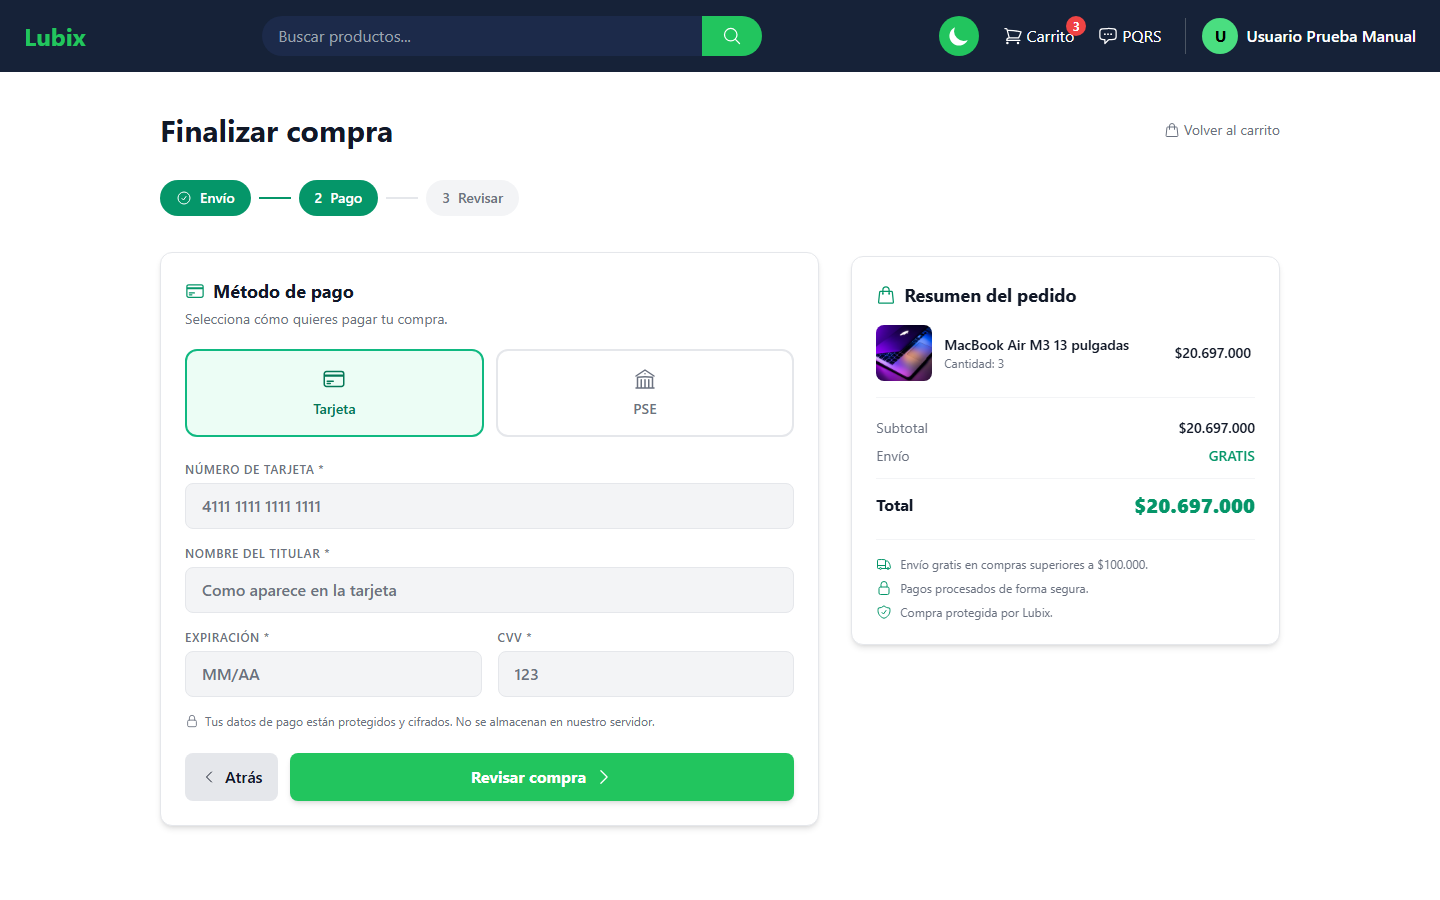 Lubix
Buscar productos...
Carrito
3
PQRS
U
Usuario Prueba Manual
Finalizar compra
Volver al carrito
Envío
2 Pago
3 Revisar
Método de pago
Selecciona cómo quieres pagar tu compra.
Tarjeta
PSE
NÚMERO DE TARJETA *
4111 1111 1111 1111
NOMBRE DEL TITULAR *
Como aparece en la tarjeta
EXPIRACIÓN *
CVV *
MM/AA
123
Tus datos de pago están protegidos y cifrados. No se almacenan en nuestro servidor.
Atrás
Revisar compra
Resumen del pedido
MacBook Air M3 13 pulgadas
Cantidad: 3
$20.697.000
Subtotal
$20.697.000
Envío
GRATIS
Total
$20.697.000
Envío gratis en compras superiores a $100.000.
Pagos procesados de forma segura.
Compra protegida por Lubix.